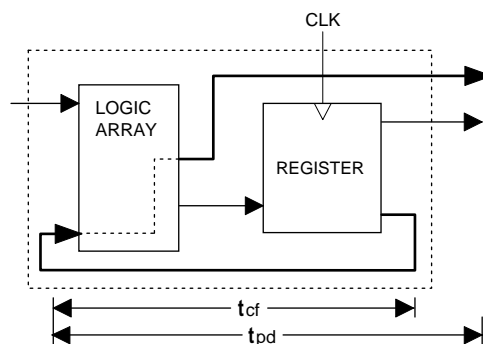 CLK
LOGIC
ARRAY
REGISTER
tcf
tpd